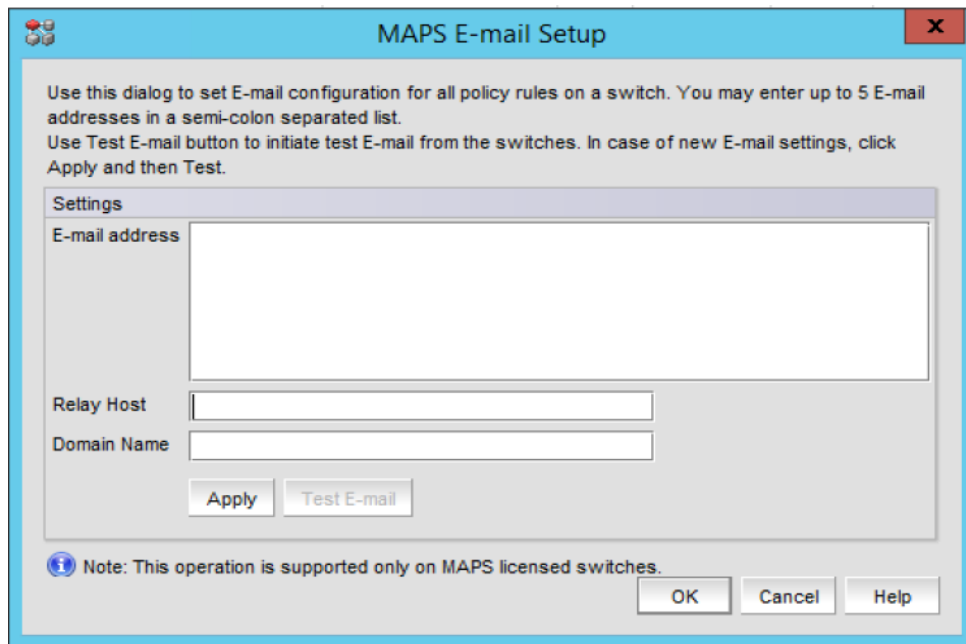 MAPS E-mail Setup
x
Use this dialog to set E-mail configuration for all policy rules on a switch. You may enter up to 5 E-mail
addresses in a semi-colon separated list.
Use Test E-mail button to initiate test E-mail from the switches. In case of new E-mail settings, click
Apply and then Test.
Settings
E-mail address
Relay Host
Domain Name
Apply Test E-mail
Note: This operation is supported only on MAPS licensed switches.
OK Cancel Help